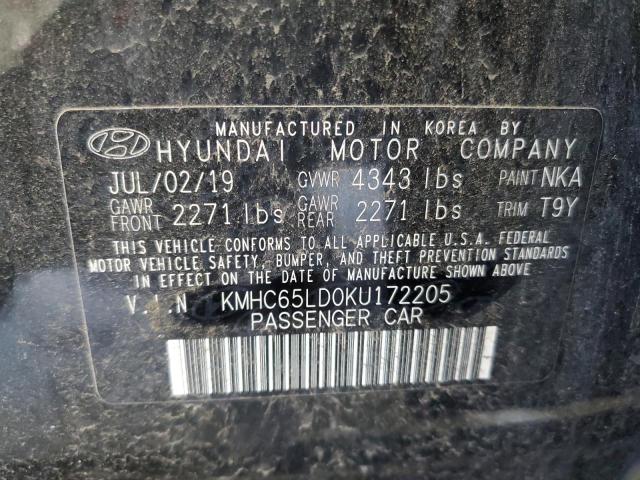 MANUFACTURED IN KOREA BY
HYUNDAI MOTOR COMPANY
JUL/02/19 GVWR 4343 lbs PAINT NKA
GAWR FRONT 2271 lbs GAWR REAR 2271 lbs TRIM T9Y
THIS VEHICLE CONFORMS TO ALL APPLICABLE U.S.A. FEDERAL
MOTOR VEHICLE SAFETY, BUMPER, AND THEFT PREVENTION STANDARDS
IN EFFECT ON THE DATE OF MANUFACTURE SHOWN ABOVE.
V.I.N KMHC65LD0KU172205
PASSENGER CAR